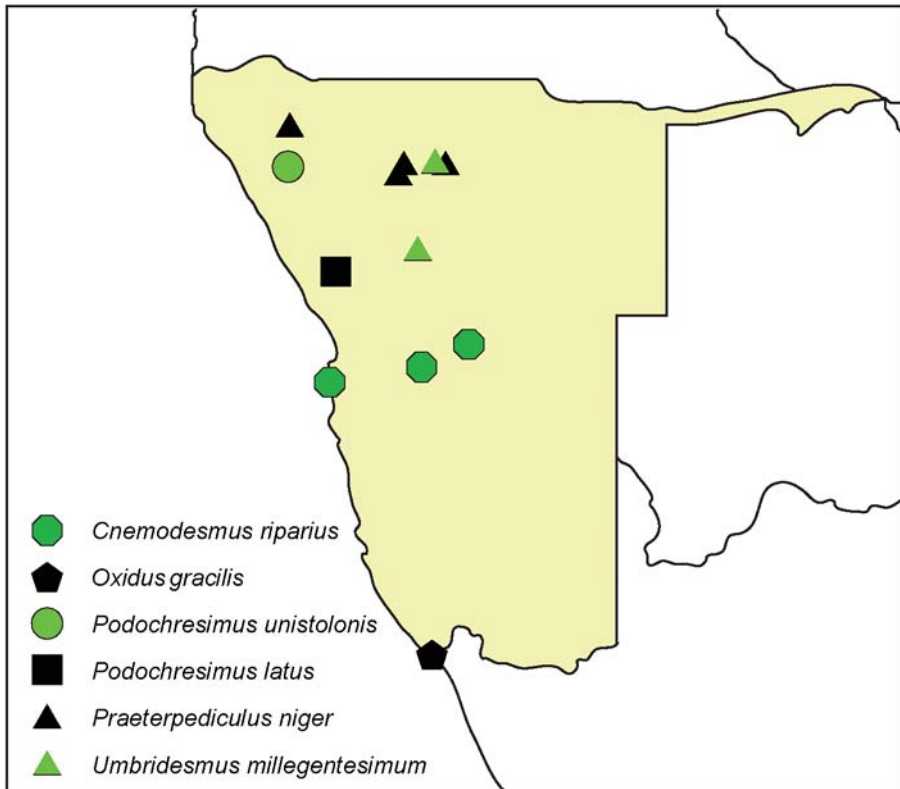 Cnemodesmus riparius
Oxidus gracilis
Podochresimus unistolonis
Podochresimus latus
Praeterpediculus niger
Umbridesmus millegentesimum